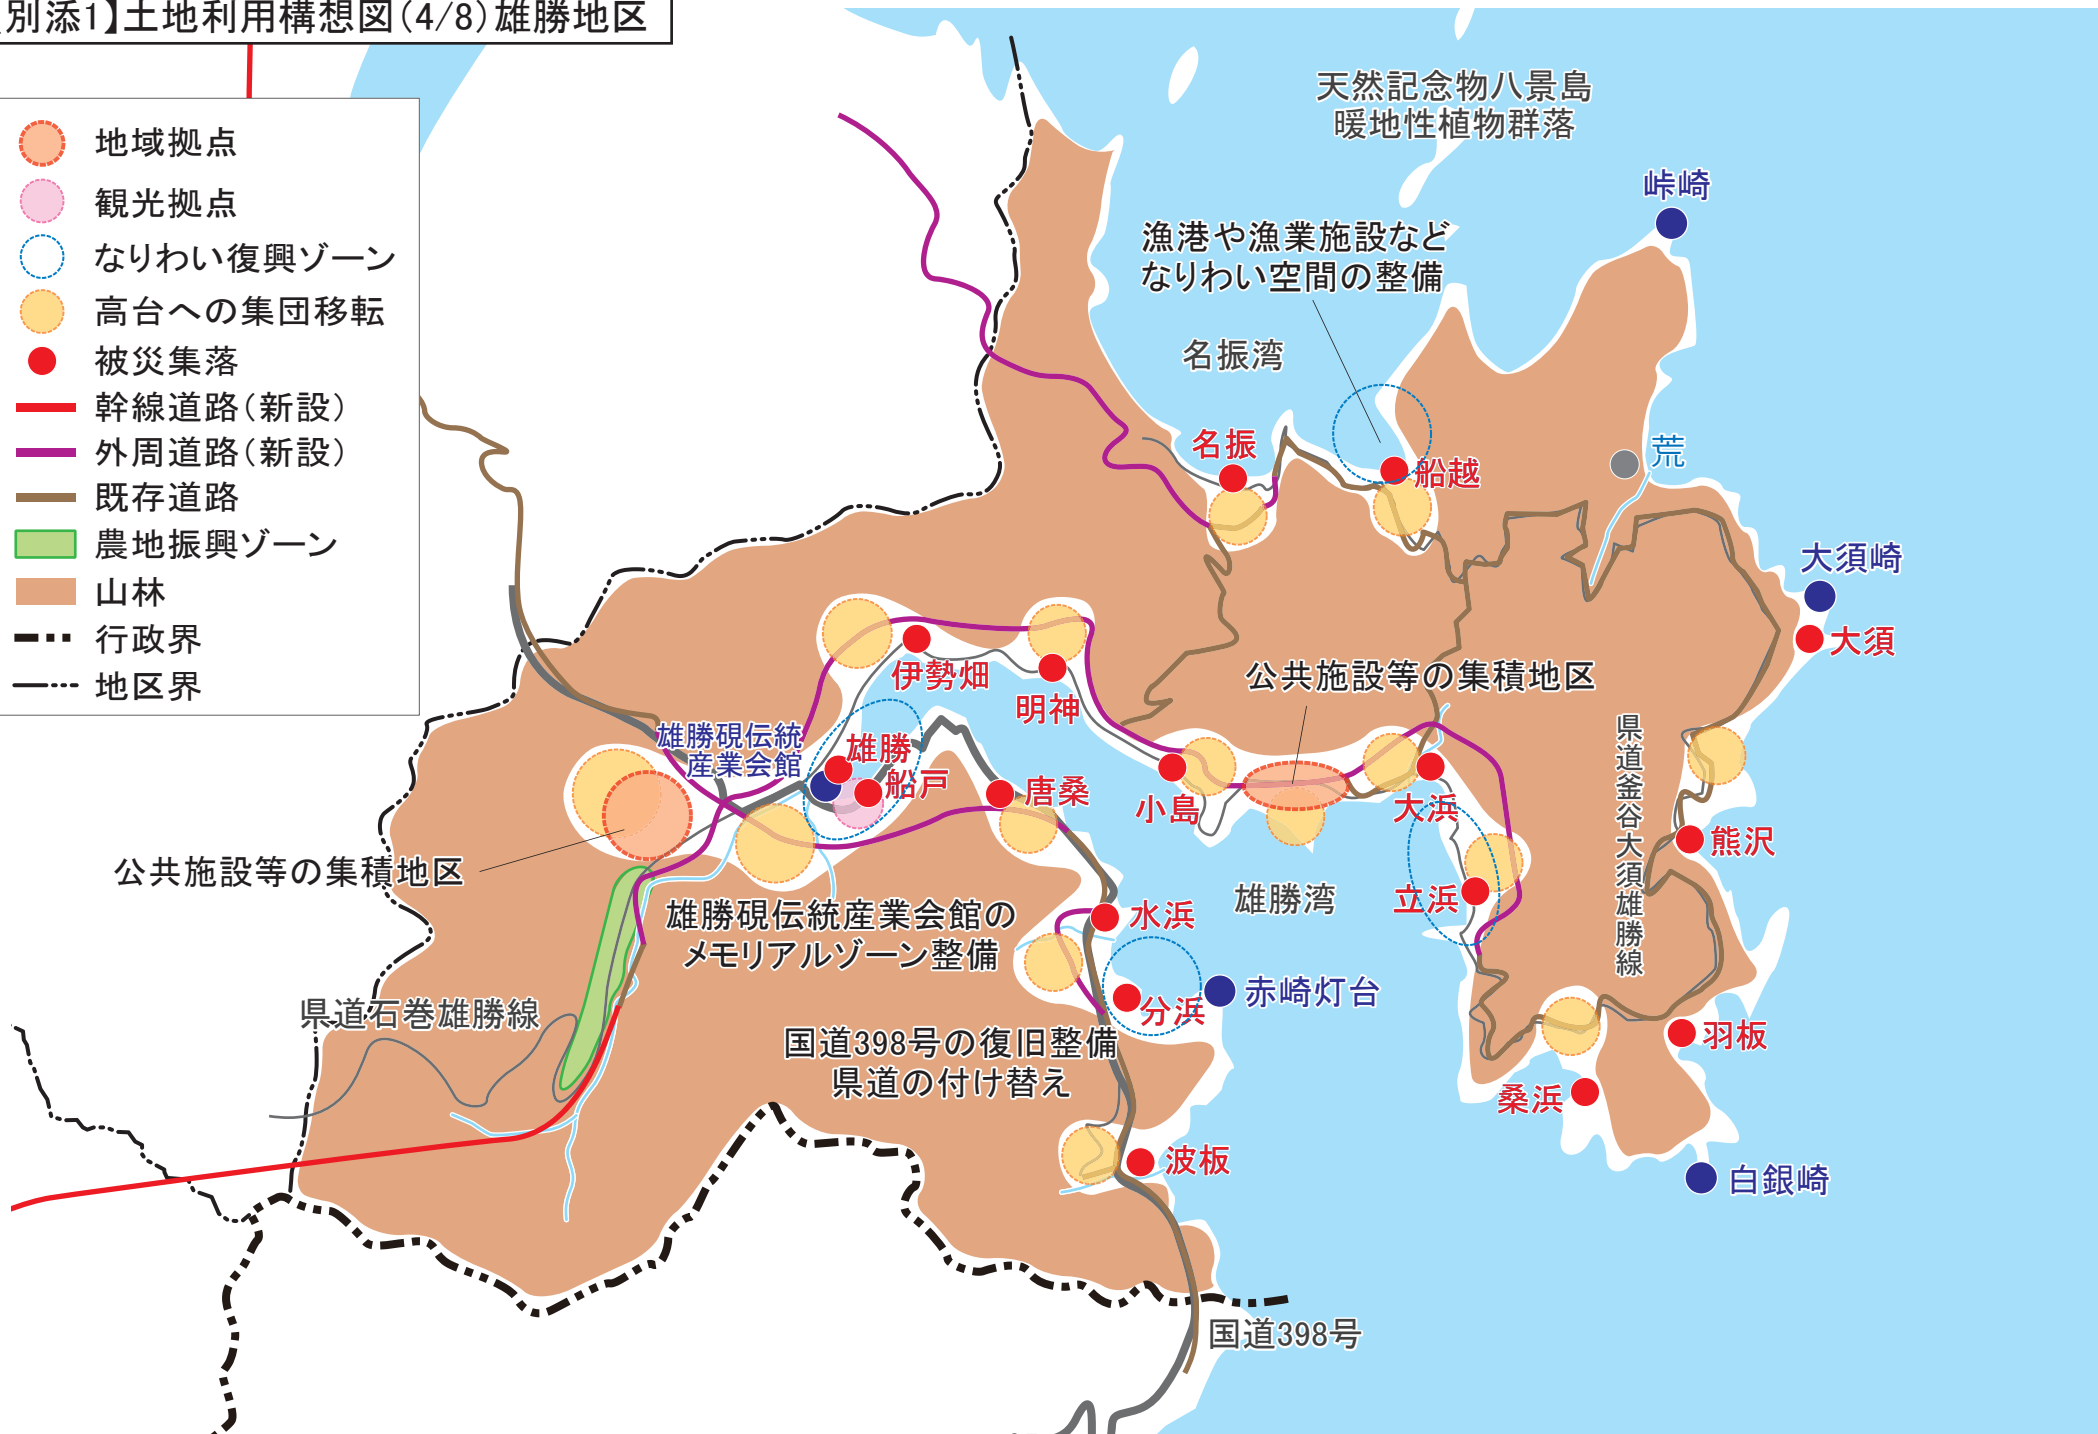 別添1】土地利用構想図(4/8)雄勝地区
地域拠点
観光拠点
なりわい復興ゾーン
高台への集団移転
被災集落
幹線道路(新設)
外周道路(新設)
既存道路
農地振興ゾーン
山林
行政界
地区界
天然記念物八景島
暖地性植物群落
峠崎
漁港や漁業施設など
なりわい空間の整備
名振湾
名振
船越
荒
大須崎
大須
伊勢畑
明神
公共施設等の集積地区
雄勝硯伝統
産業会館
雄勝
船戸
唐桑
小島
大浜
県道釜谷大須雄勝線
熊沢
公共施設等の集積地区
雄勝硯伝統産業会館の
メモリアルゾーン整備
水浜
雄勝湾
立浜
赤崎灯台
分浜
県道石巻雄勝線
国道398号の復旧整備
県道の付け替え
羽板
桑浜
波板
白銀崎
国道398号